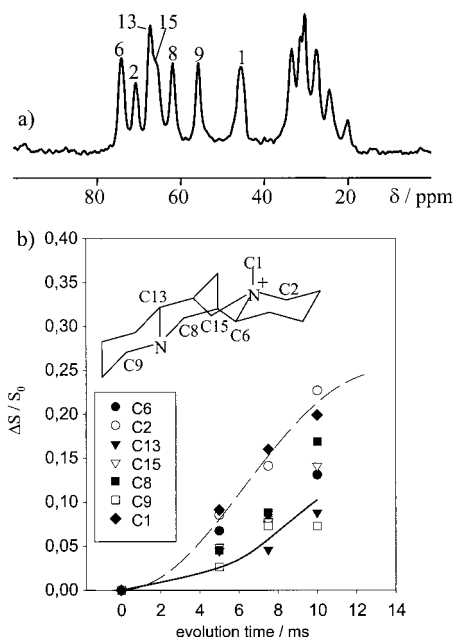 13 15
6 2 8 9 1
a)
80 60 40 20 δ / ppm
b)
0,40
0,35
0,30
0,25
0,20
0,15
0,10
0,05
0,00
ΔS / S0
C1
N+
C2
C13
C15
C8
C6
N
C9
C6
C2
C13
C15
C8
C9
C1
0 2 4 6 8 10 12 14
evolution time / ms